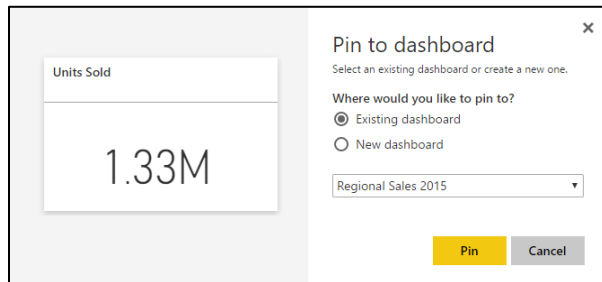 Units Sold
1.33M
Pin to dashboard
Select an existing dashboard or create a new one.
Where would you like to pin to?
Existing dashboard
New dashboard
Regional Sales 2015
Pin
Cancel